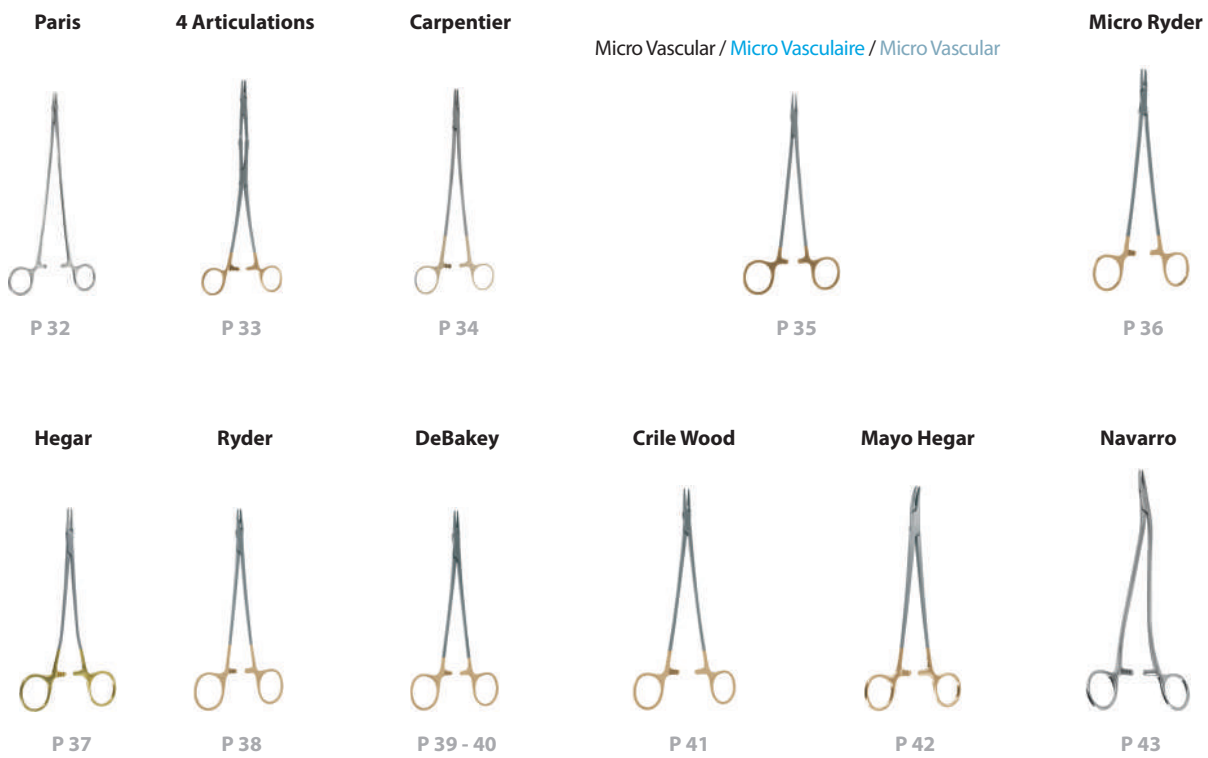 Paris
4 Articulations
Carpentier
Micro Vascular / Micro Vasculaire / Micro Vascular
Micro Ryder
P 32
P 33
P 34
P 35
P 36
Hegar
Ryder
DeBakey
Crile Wood
Mayo Hegar
Navarro
P 37
P 38
P 39 - 40
P 41
P 42
P 43